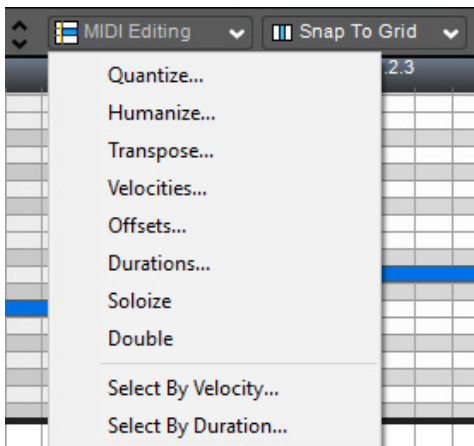 MIDI Editing Snap To Grid
.2.3
Quantize...
Humanize...
Transpose...
Velocities...
Offsets...
Durations...
Soloize
Double
Select By Velocity...
Select By Duration...